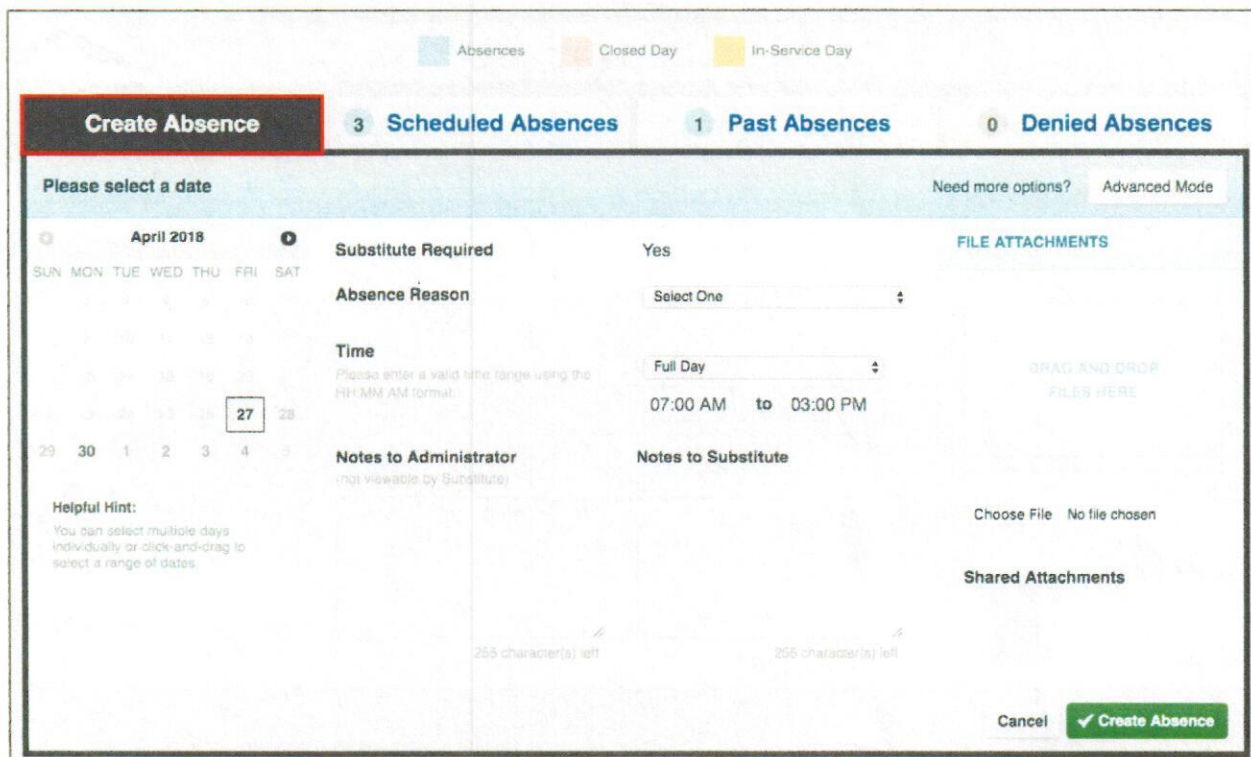 Absences Closed Day In-Service Day
Create Absence 3 Scheduled Absences 1 Past Absences 0 Denied Absences
Please select a date Need more options? Advanced Mode
April 2018
SUN MON TUE WED THU FRI SAT
27 28
29 30 1 2 3 4 5
Helpful Hint:
You can select multiple days
individually or click-and-drag to
select a range of dates.
Substitute Required Yes
Absence Reason Select One
Time Full Day
Please enter a valid time range using the
HH:MM AM format.
07:00 AM to 03:00 PM
Notes to Administrator
(not viewable by Substitute)
255 character(s) left
Notes to Substitute
255 character(s) left
FILE ATTACHMENTS
DRAG AND DROP
FILES HERE
Choose File No file chosen
Shared Attachments
Cancel Create Absence